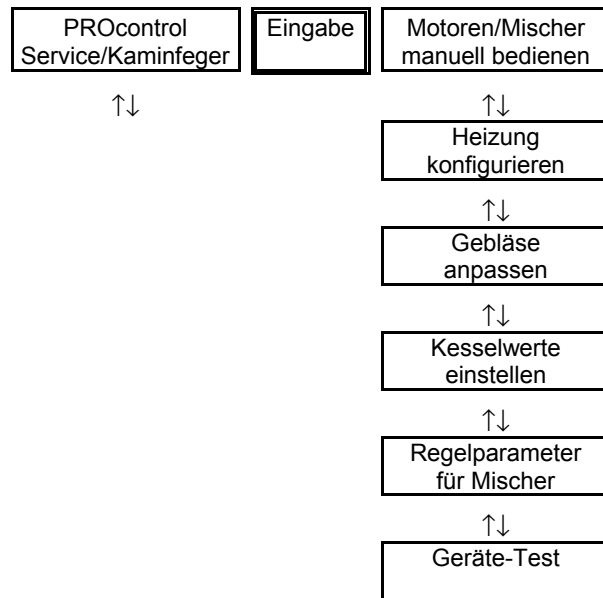 PROcontrol
Service/Kaminfeger
Eingabe
Motoren/Mischer
manuell bedienen
↑↓
↑↓
Heizung
konfigurieren
↑↓
Gebläse
anpassen
↑↓
Kesselwerte
einstellen
↑↓
Regelparameter
für Mischer
↑↓
Geräte-Test